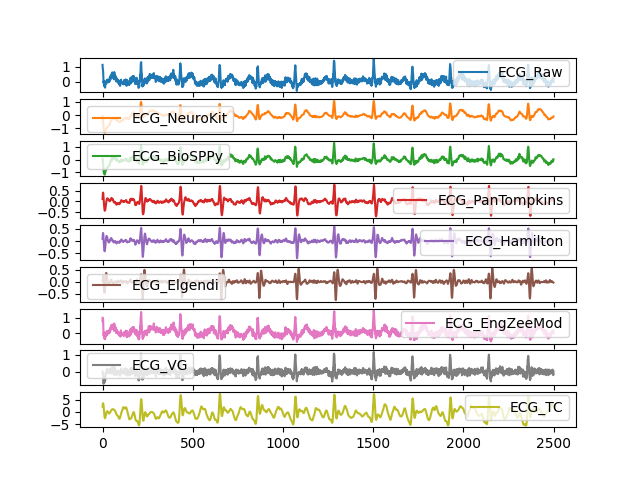 1
0
ECG_Raw
1
0
−1
ECG_NeuroKit
1
0
−1
ECG_BioSPPy
0.5
0.0
−0.5
ECG_PanTompkins
0.5
0.0
−0.5
ECG_Hamilton
0.5
0.0
−0.5
ECG_Elgendi
1
0
ECG_EngZeeMod
1
0
ECG_VG
5
0
−5
ECG_TC
0 500 1000 1500 2000 2500